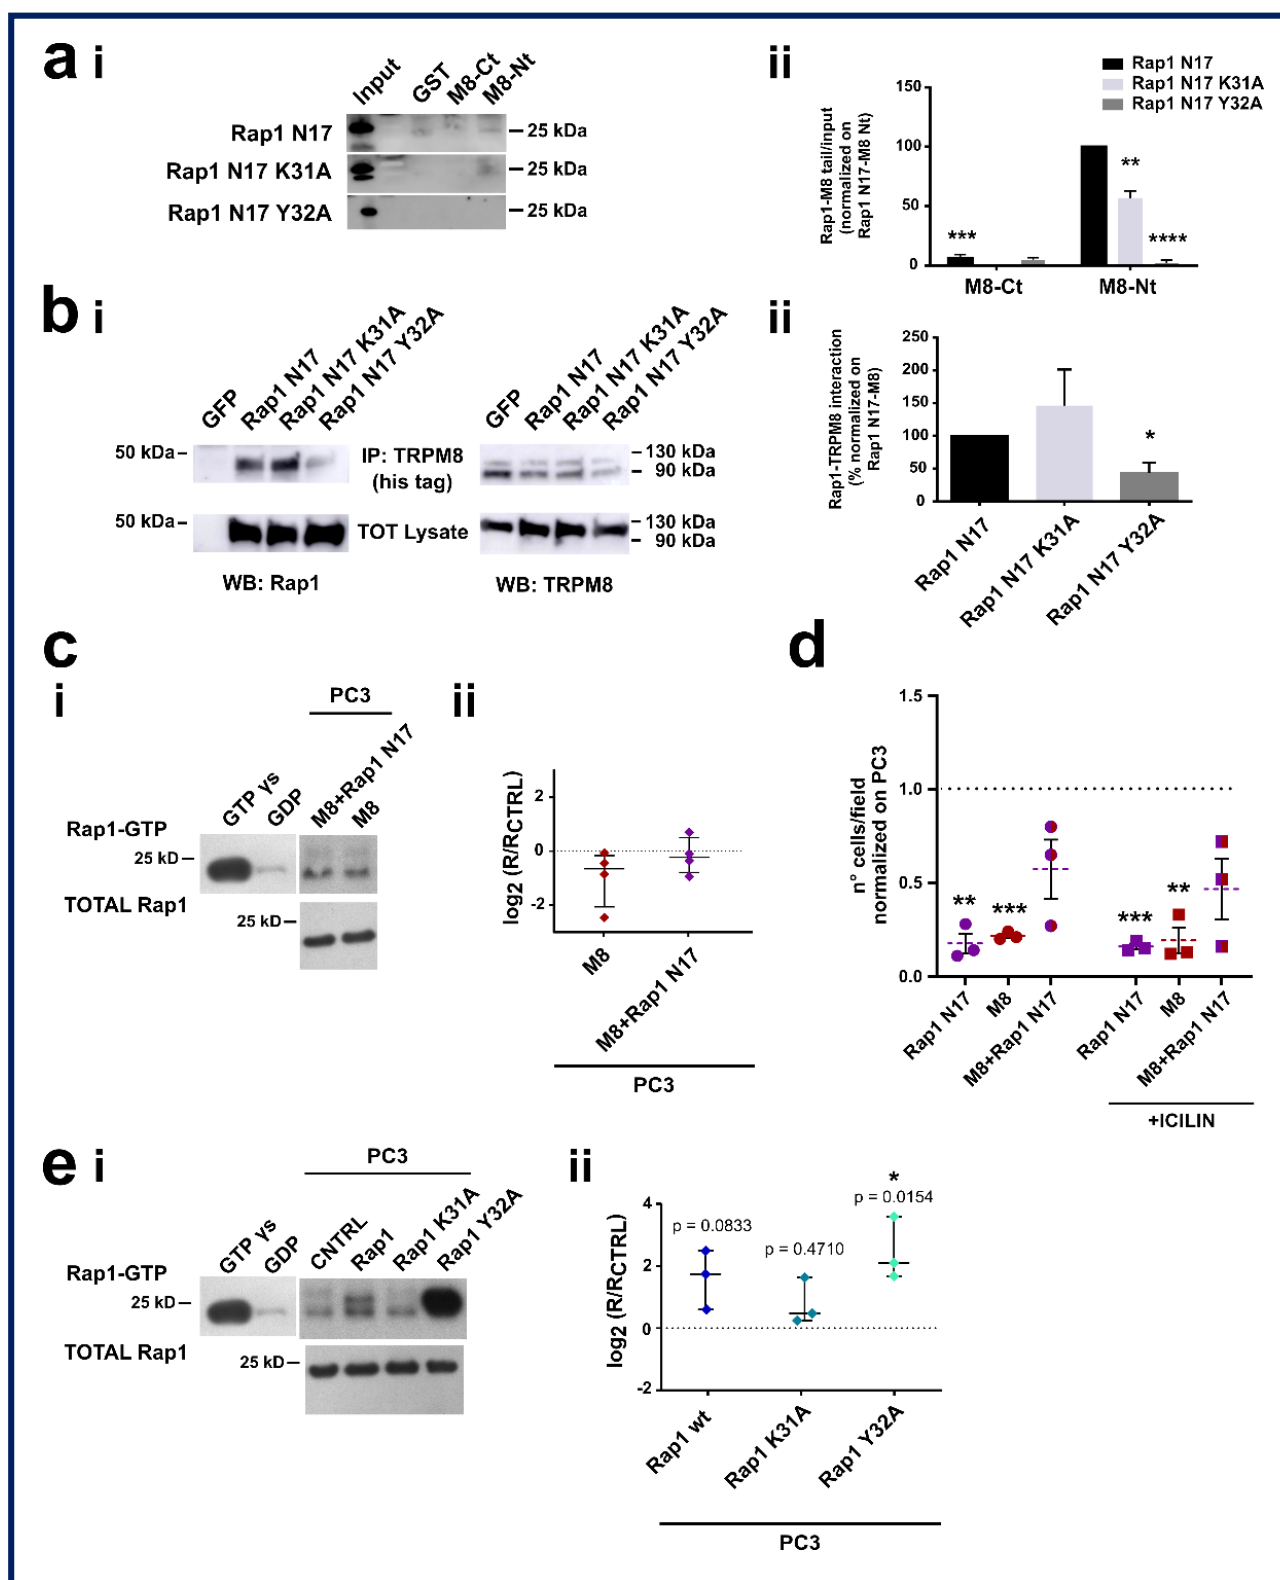 a i
Input
GST
M8-Ct
M8-Nt
Rap1 N17
25 kDa
Rap1 N17 K31A
25 kDa
Rap1 N17 Y32A
25 kDa
ii
Rap1 N17
Rap1 N17 K31A
Rap1 N17 Y32A
Rap1-M8 tail/input
(normalized on
Rap1 N17-M8 Nt)
150
100
50
0
***
**
****
M8-Ct
M8-Nt
b i
GFP
Rap1 N17
Rap1 N17 K31A
Rap1 N17 Y32A
GFP
Rap1 N17
Rap1 N17 K31A
Rap1 N17 Y32A
50 kDa
IP: TRPM8
(his tag)
130 kDa
90 kDa
50 kDa
TOT Lysate
130 kDa
90 kDa
WB: Rap1
WB: TRPM8
ii
Rap1-TRPM8 interaction
(% normalized on
Rap1 N17-M8)
250
200
150
100
50
0
*
Rap1 N17
Rap1 N17 K31A
Rap1 N17 Y32A
c
i
PC3
GTP γs
GDP
M8+Rap1 N17
M8
Rap1-GTP
25 kD
TOTAL Rap1
25 kD
ii
log2 (R/RCTRL)
2
0
-2
M8
M8+Rap1 N17
PC3
d
n° cells/field
normalized on PC3
1.5
1.0
0.5
0.0
**
***
***
**
Rap1 N17
M8
M8+Rap1 N17
Rap1 N17
M8
M8+Rap1 N17
+ICILIN
e i
PC3
GTP γs
GDP
CNTRL
Rap1
Rap1 K31A
Rap1 Y32A
Rap1-GTP
25 kD
TOTAL Rap1
25 kD
ii
log2 (R/RCTRL)
4
2
0
-2
p = 0.0833
p = 0.4710
*
p = 0.0154
Rap1 wt
Rap1 K31A
Rap1 Y32A
PC3